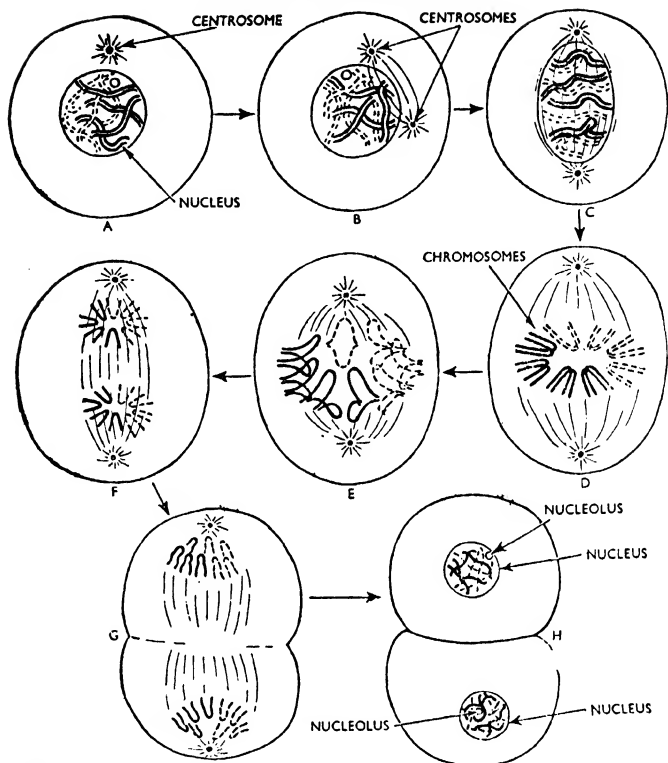 CENTROSOME
CENTROSOMES
NUCLEUS
A
B
C
CHROMOSOMES
F
E
D
NUCLEOLUS
NUCLEUS
G
H
NUCLEOLUS
NUCLEUS